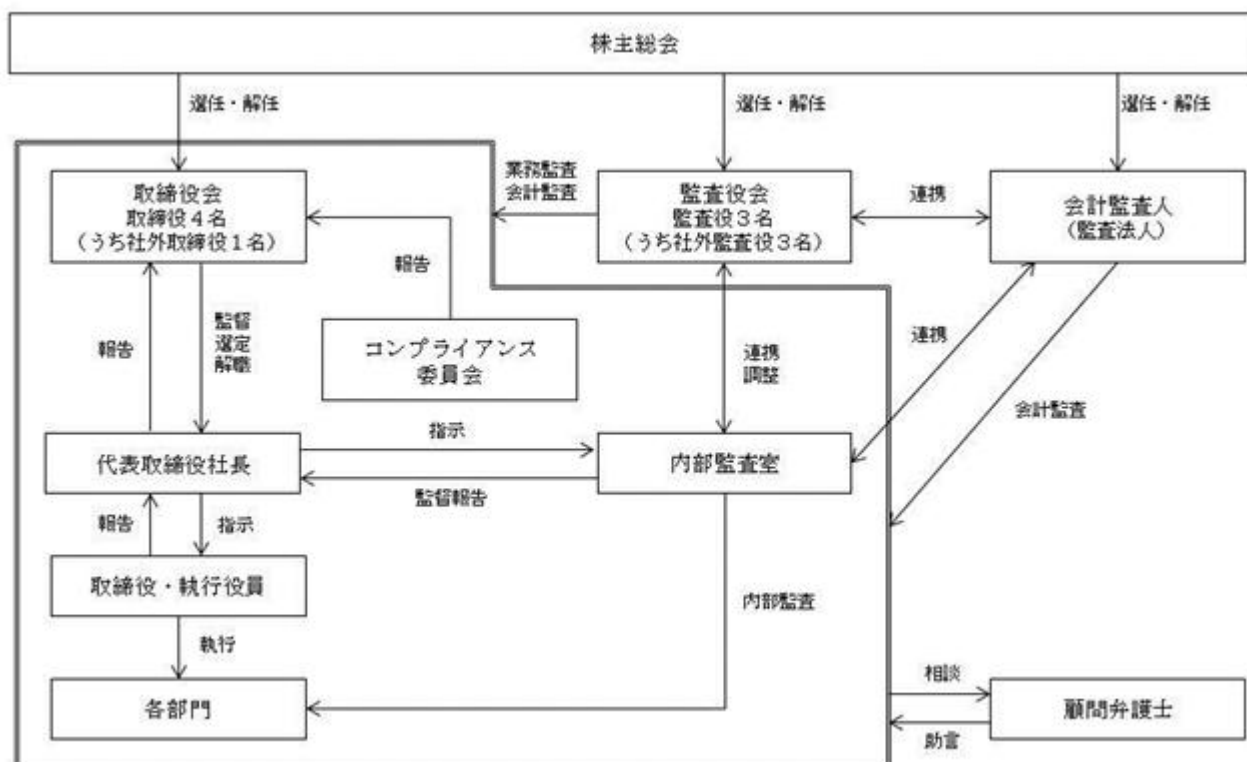 株主総会
選任・解任
選任・解任
選任・解任
取締役会
取締役4名
（うち社外取締役1名）
業務監査
会計監査
監査役会
監査役3名
（うち社外監査役3名）
連携
会計監査人
（監査法人）
報告
コンプライアンス
委員会
報告
監督
選定
解職
連携
調整
連携
会計監査
代表取締役社長
指示
監督報告
内部監査室
報告
指示
取締役・執行役員
内部監査
執行
各部門
相談
助言
顧問弁護士